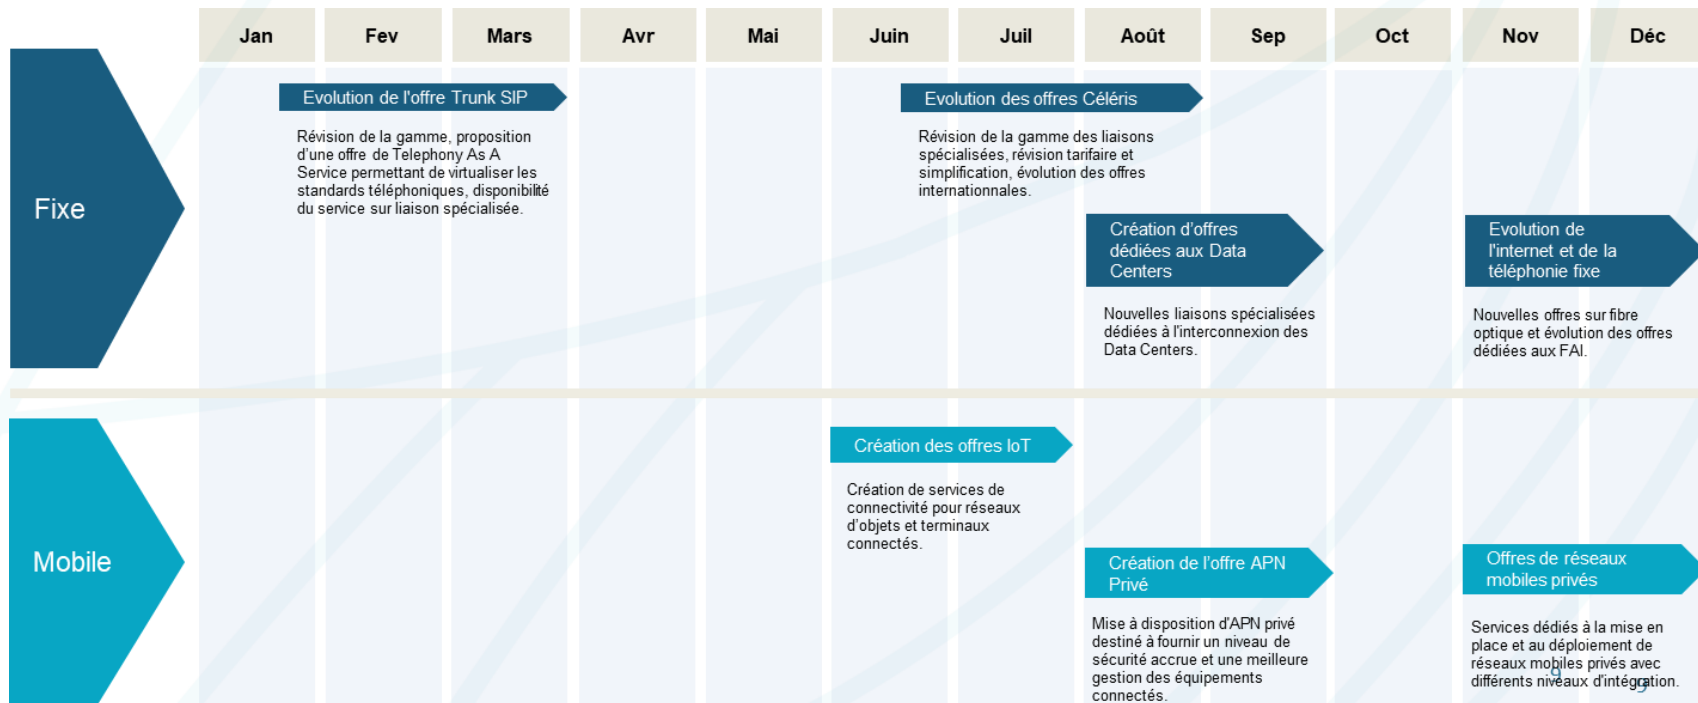 Jan Fev Mars Avr Mai Juin Juil Août Sep Oct Nov Déc
Fixe
Evolution de l'offre Trunk SIP
Révision de la gamme, proposition
d'une offre de Telephony As A
Service permettant de virtualiser les
standards téléphoniques, disponibilité
du service sur liaison spécialisée.
Evolution des offres Céléris
Révision de la gamme des liaisons
spécialisées, révision tarifaire et
simplification, évolution des offres
internationnales.
Création d'offres
dédiées aux Data
Centers
Nouvelles liaisons spécialisées
dédiées à l'interconnexion des
Data Centers.
Evolution de
l'internet et de la
téléphonie fixe
Nouvelles offres sur fibre
optique et évolution des offres
dédiées aux FAI.
Mobile
Création des offres IoT
Création de services de
connectivité pour réseaux
d'objets et terminaux
connectés.
Création de l'offre APN
Privé
Mise à disposition d'APN privé
destiné à fournir un niveau de
sécurité accrue et une meilleure
gestion des équipements
connectés.
Offres de réseaux
mobiles privés
Services dédiés à la mise en
place et au déploiement de
réseaux mobiles privés avec
différents niveaux d'intégration.
9
9